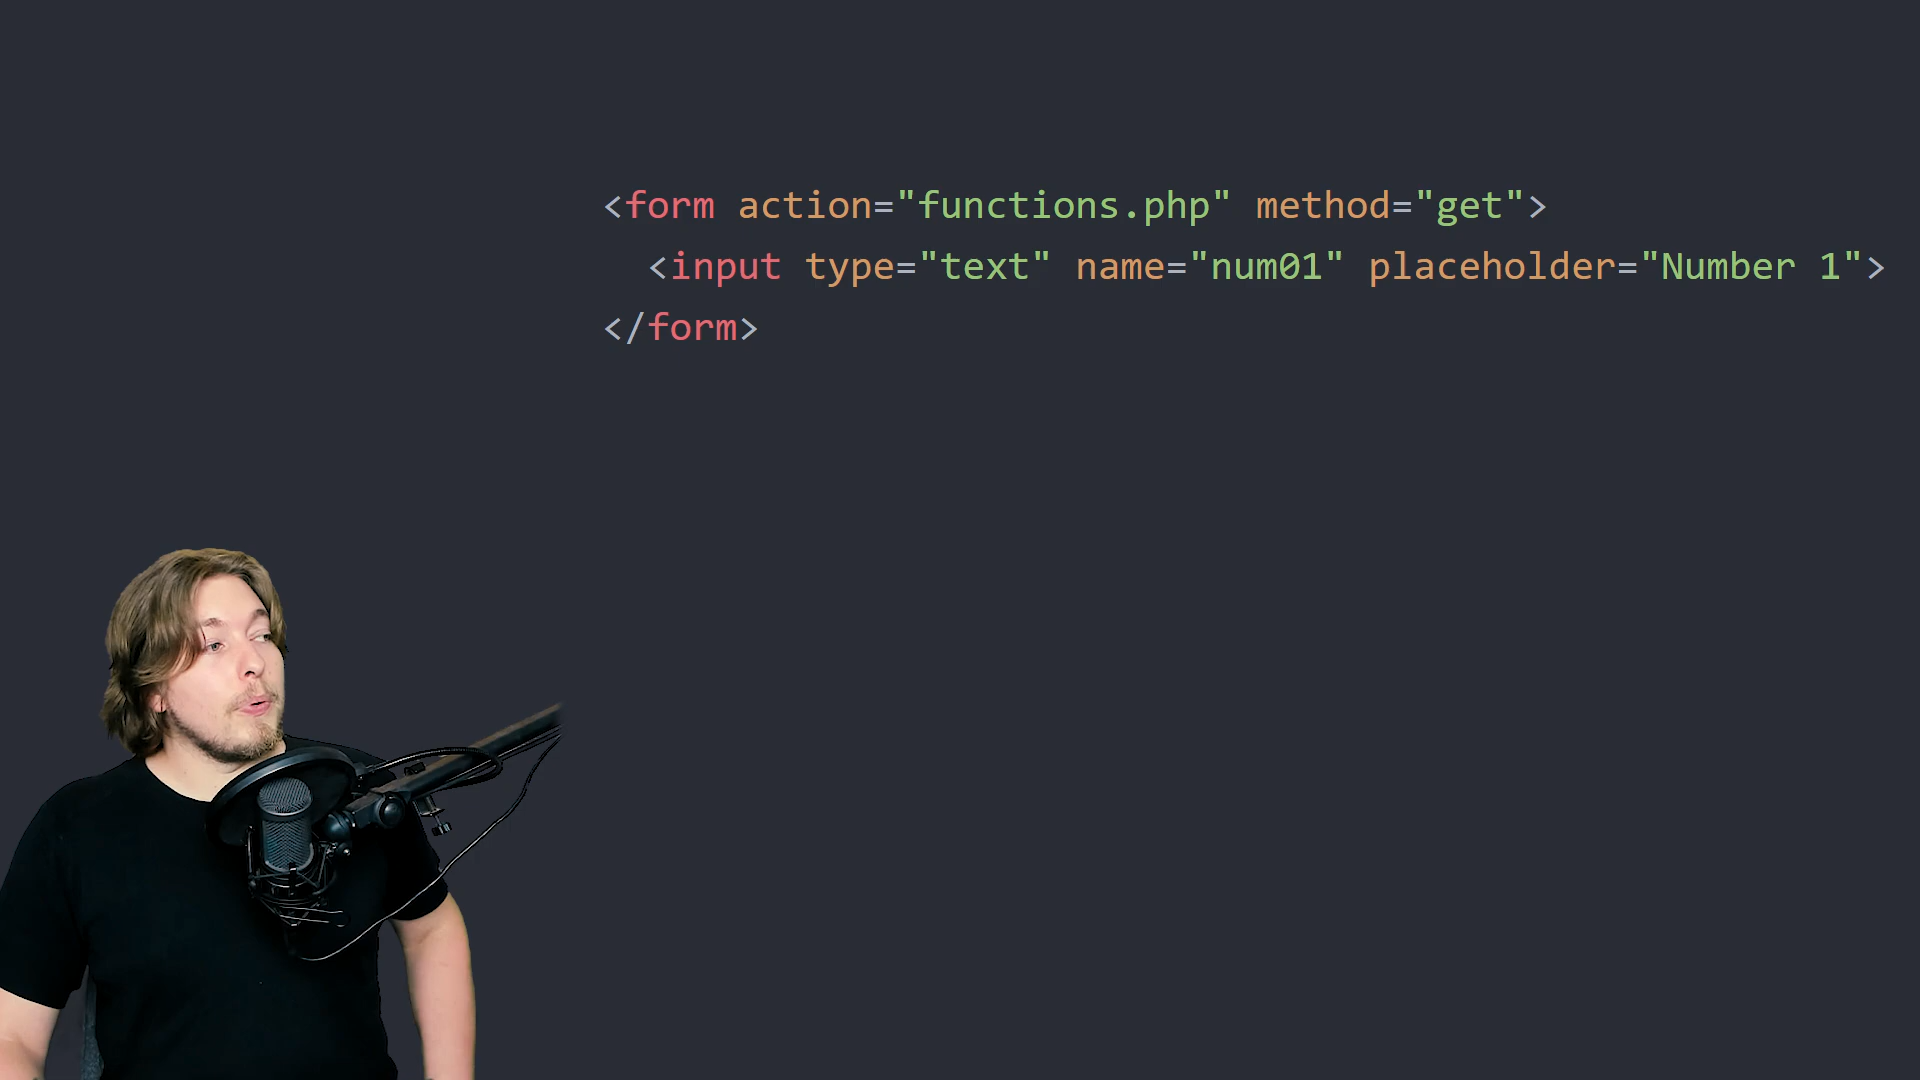 <form action="functions.php" method="get">
<input type="text" name="num01" placeholder="Number 1">
</form>